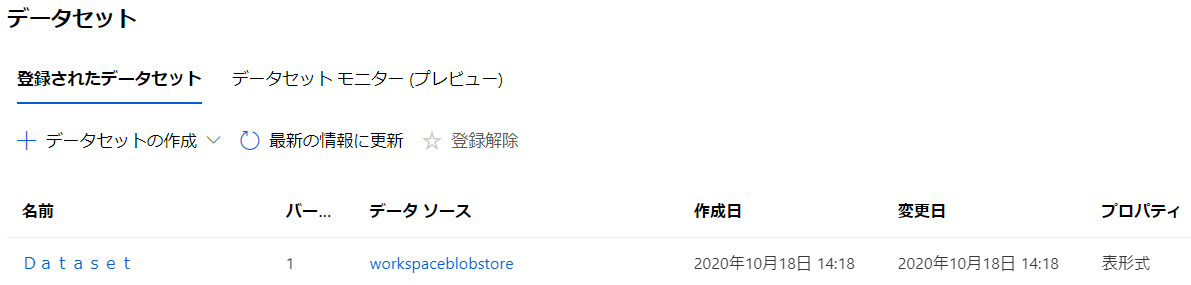 データセット
登録されたデータセット データセット モニター (プレビュー)
データセットの作成 最新の情報に更新 登録解除
名前 バー... データ ソース 作成日 変更日 プロパティ
Ｄａｔａｓｅｔ 1 workspaceblobstore 2020年10月18日 14:18 2020年10月18日 14:18 表形式